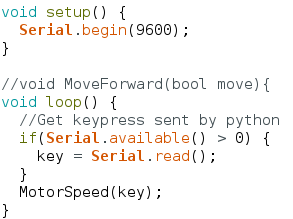 void setup() {
  Serial.begin(9600);
}

//void MoveForward(bool move){
void loop() {
  //Get keypress sent by python
  if(Serial.available() > 0) {
    key = Serial.read();
  }
  MotorSpeed(key);
}